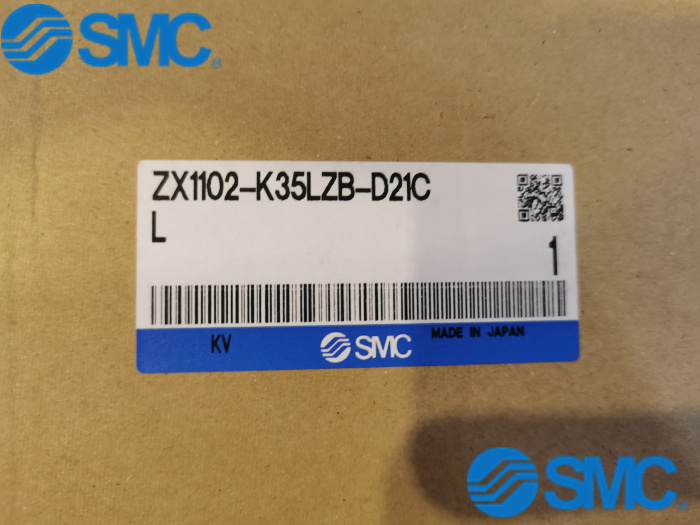 SMC®
ZX1102-K35LZB-D21C
L
1
KV SMC MADE IN JAPAN
SMC®